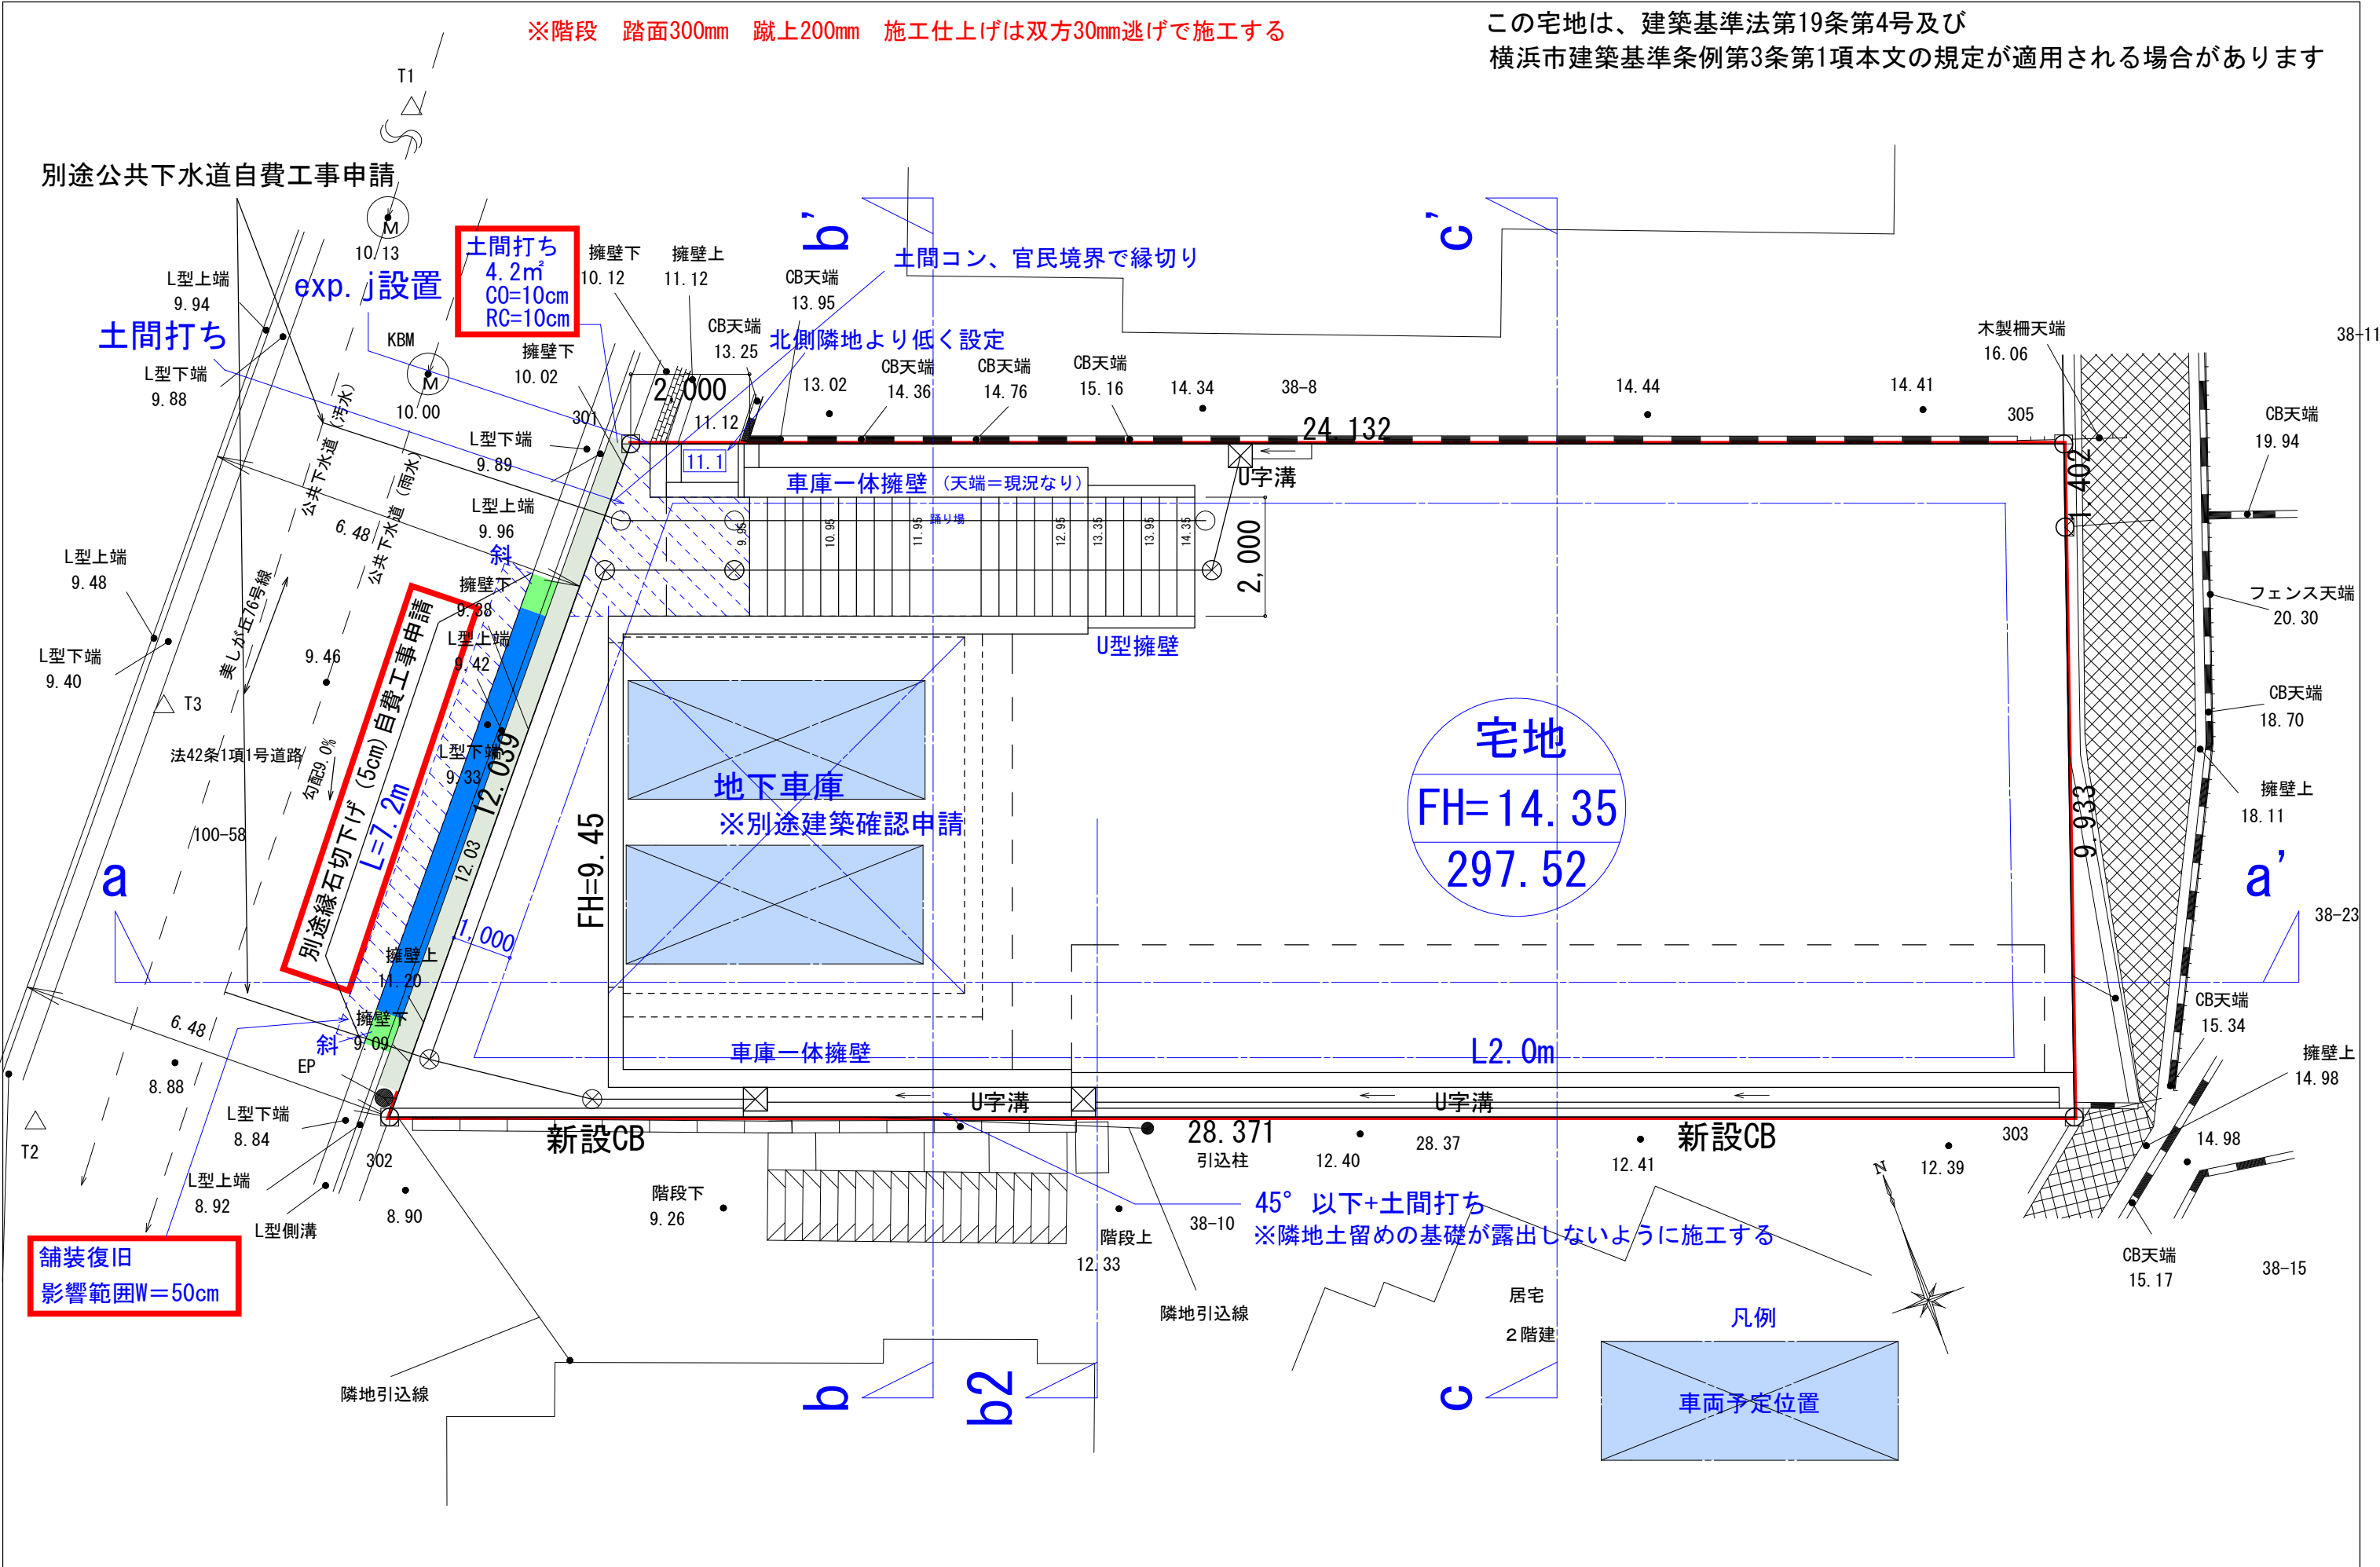 ※階段　踏面300mm　蹴上200mm　施工仕上げは双方30mm逃げで施工する
この宅地は、建築基準法第19条第4号及び
横浜市建築基準条例第3条第1項本文の規定が適用される場合があります
T1
別途公共下水道自費工事申請
M
10.13
L型上端
9.94
exp.j設置
土間打ち
4.2㎡
CO=10cm
RC=10cm
擁壁下
10.12
擁壁上
11.12
CB天端
13.95
b'
土間コン、官民境界で縁切り
c'
土間打ち
L型下端
9.88
KBM
M
10.00
擁壁下
10.02
CB天端
13.25
北側隣地より低く設定
2,000
11.12
13.02
CB天端
14.36
CB天端
14.76
CB天端
15.16
14.34
38-8
14.44
14.41
木製柵天端
16.06
38-11
305
301
24.132
CB天端
19.94
L型下端
9.89
L型上端
9.96
11.1
車庫一体擁壁（天端＝現況なり）
U字溝
1.402
公共下水道（汚水）
公共下水道（雨水）
6.48
踊り場
9.95
10.95
11.95
12.95
13.35
13.95
14.35
2,000
斜
L型上端
9.48
L型下端
9.40
美しが丘76号線
擁壁下
9.38
L型上端
9.42
フェンス天端
20.30
9.46
U型擁壁
T3
法42条1項1号道路
勾配9.0%
別途縁石切下げ(5cm)自費工事申請
L=7.2m
L型下端
9.33
12.039
12.03
CB天端
18.70
宅地
FH=14.35
297.52
地下車庫
※別途建築確認申請
FH=9.45
擁壁上
18.11
9.933
100-58
a
a'
38-23
1,000
擁壁上
11.20
擁壁下
9.09
斜
6.48
車庫一体擁壁
L2.0m
CB天端
15.34
擁壁上
14.98
EP
8.88
T2
L型下端
8.84
L型上端
8.92
302
8.90
L型側溝
U字溝
U字溝
新設CB
28.371
引込柱
12.40
28.37
12.41
新設CB
12.39
303
14.98
N
階段下
9.26
階段上
12.33
38-10
45°以下+土間打ち
※隣地土留めの基礎が露出しないように施工する
CB天端
15.17
38-15
舗装復旧
影響範囲W＝50cm
隣地引込線
居宅
２階建
凡例
隣地引込線
b
b2
c
車両予定位置